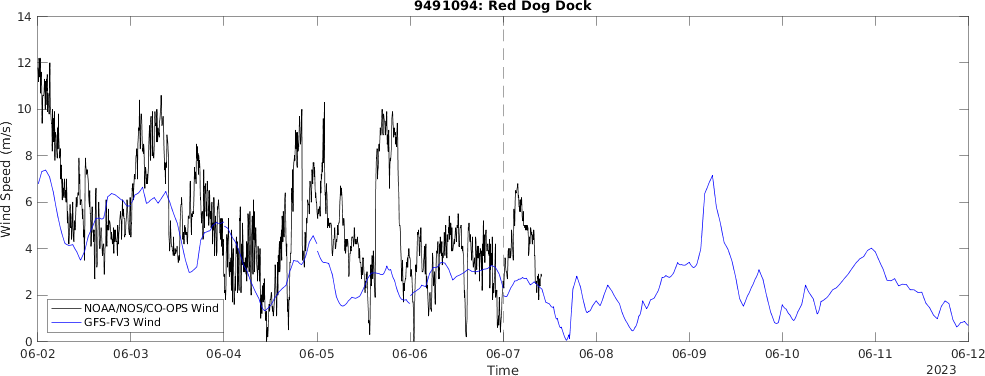 9491094: Red Dog Dock
Wind Speed (m/s)
14
12
10
8
6
4
2
0
NOAA/NOS/CO-OPS Wind
GFS-FV3 Wind
06-02 06-03 06-04 06-05 06-06 06-07 06-08 06-09 06-10 06-11 06-12
Time
2023